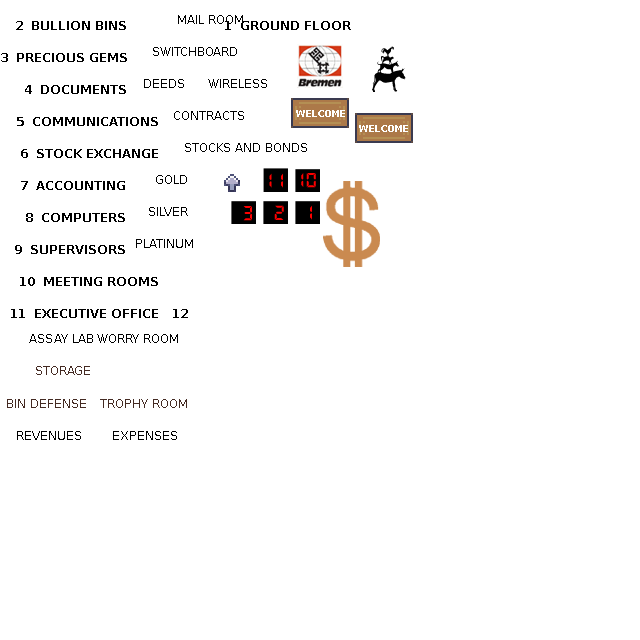 MAIL ROOM
2 BULLION BINS 1 GROUND FLOOR
3 PRECIOUS GEMS SWITCHBOARD
Bremen
4 DOCUMENTS DEEDS WIRELESS
5 COMMUNICATIONS CONTRACTS WELCOME
WELCOME
6 STOCK EXCHANGE STOCKS AND BONDS
7 ACCOUNTING GOLD 11 10
8 COMPUTERS SILVER 3 2 1
$
9 SUPERVISORS PLATINUM
10 MEETING ROOMS
11 EXECUTIVE OFFICE 12
ASSAY LAB WORRY ROOM
STORAGE
BIN DEFENSE TROPHY ROOM
REVENUES EXPENSES